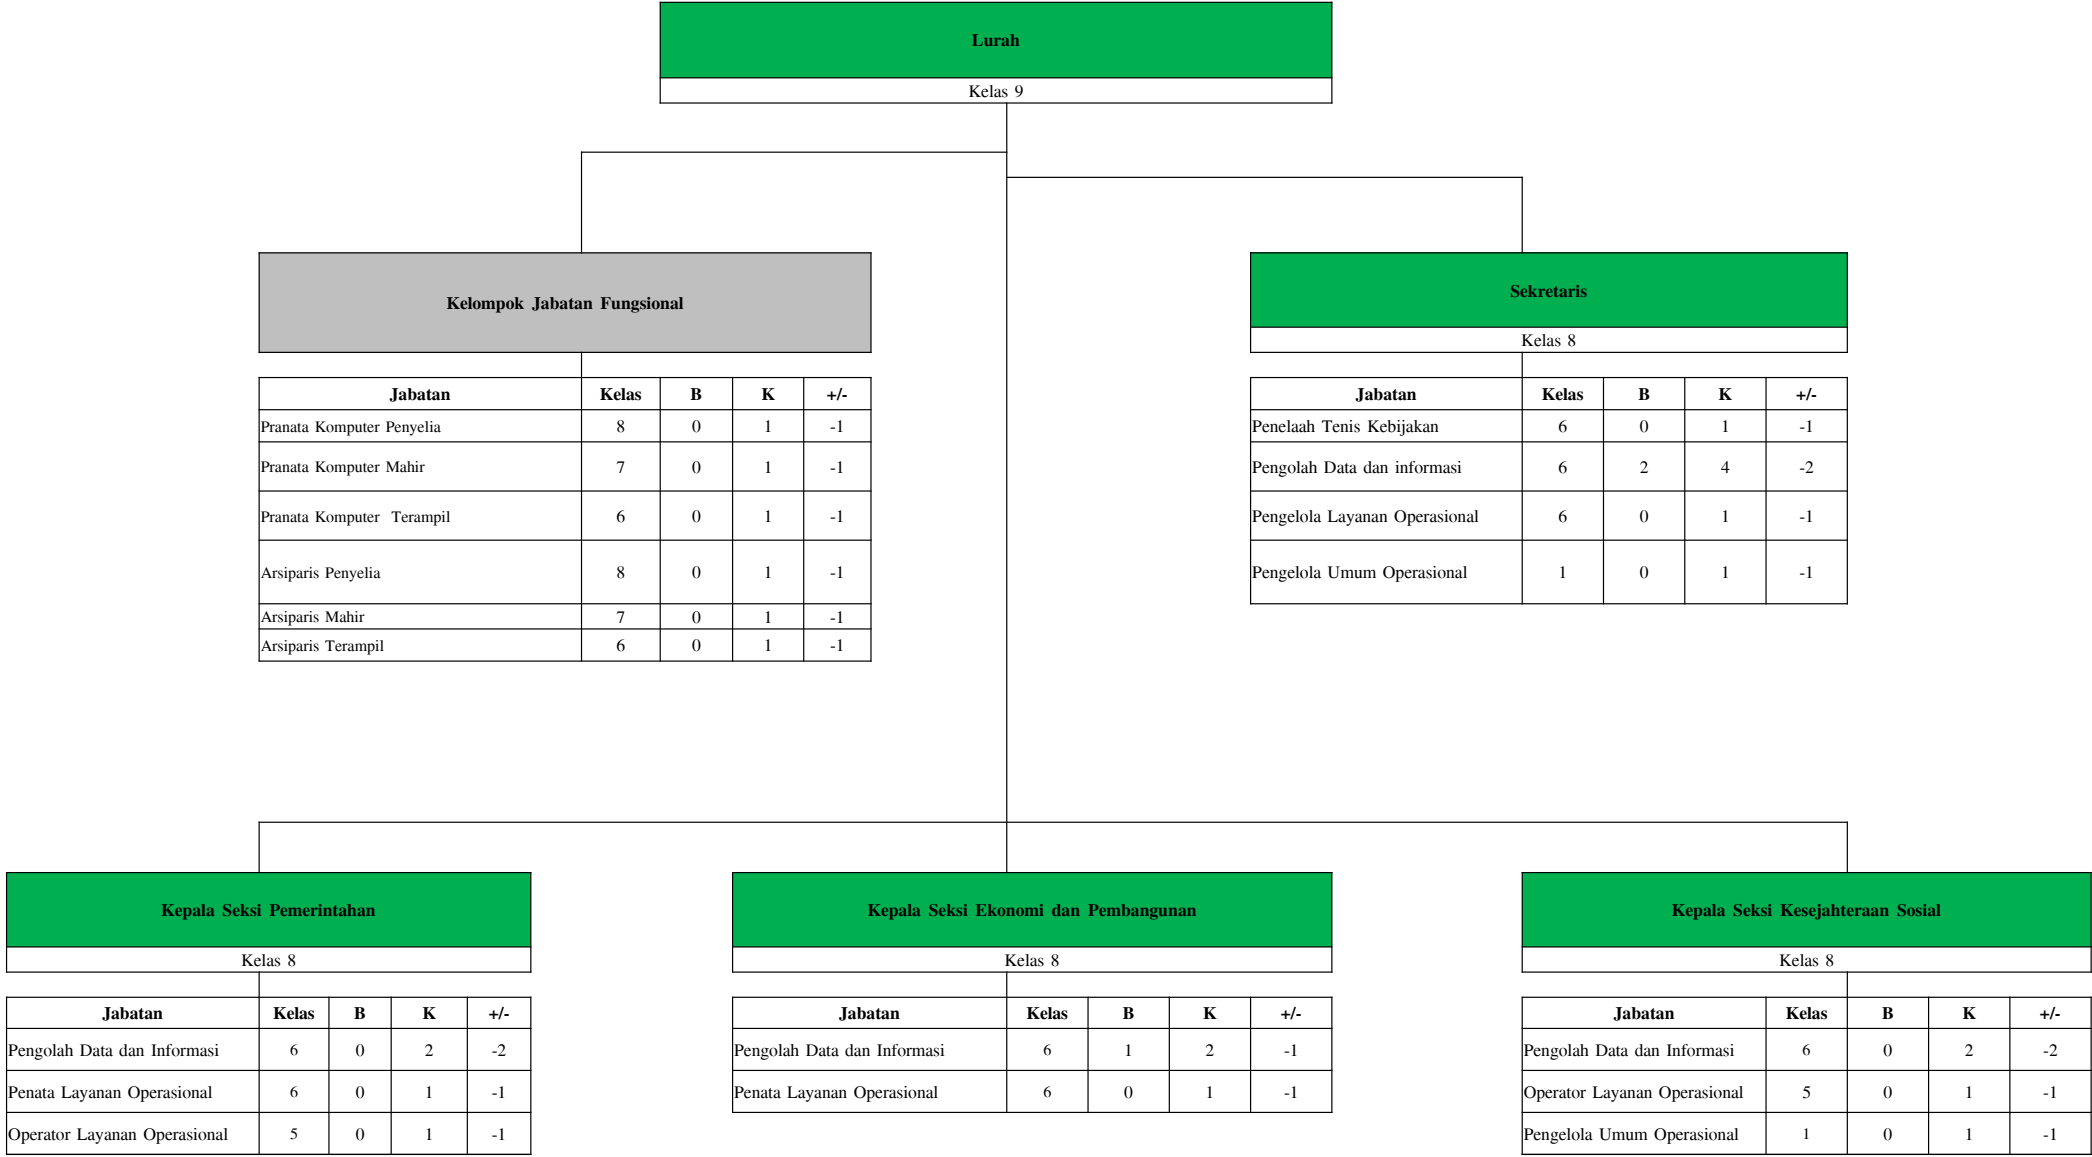 Lurah
Kelas 9
Kelompok Jabatan Fungsional
Jabatan Kelas B K +/-
Pranata Komputer Penyelia 8 0 1 -1
Pranata Komputer Mahir 7 0 1 -1
Pranata Komputer Terampil 6 0 1 -1
Arsiparis Penyelia 8 0 1 -1
Arsiparis Mahir 7 0 1 -1
Arsiparis Terampil 6 0 1 -1
Sekretaris
Kelas 8
Jabatan Kelas B K +/-
Penelaah Tenis Kebijakan 6 0 1 -1
Pengolah Data dan informasi 6 2 4 -2
Pengelola Layanan Operasional 6 0 1 -1
Pengelola Umum Operasional 1 0 1 -1
Kepala Seksi Pemerintahan
Kelas 8
Jabatan Kelas B K +/-
Pengolah Data dan Informasi 6 0 2 -2
Penata Layanan Operasional 6 0 1 -1
Operator Layanan Operasional 5 0 1 -1
Kepala Seksi Ekonomi dan Pembangunan
Kelas 8
Jabatan Kelas B K +/-
Pengolah Data dan Informasi 6 1 2 -1
Penata Layanan Operasional 6 0 1 -1
Kepala Seksi Kesejahteraan Sosial
Kelas 8
Jabatan Kelas B K +/-
Pengolah Data dan Informasi 6 0 2 -2
Operator Layanan Operasional 5 0 1 -1
Pengelola Umum Operasional 1 0 1 -1